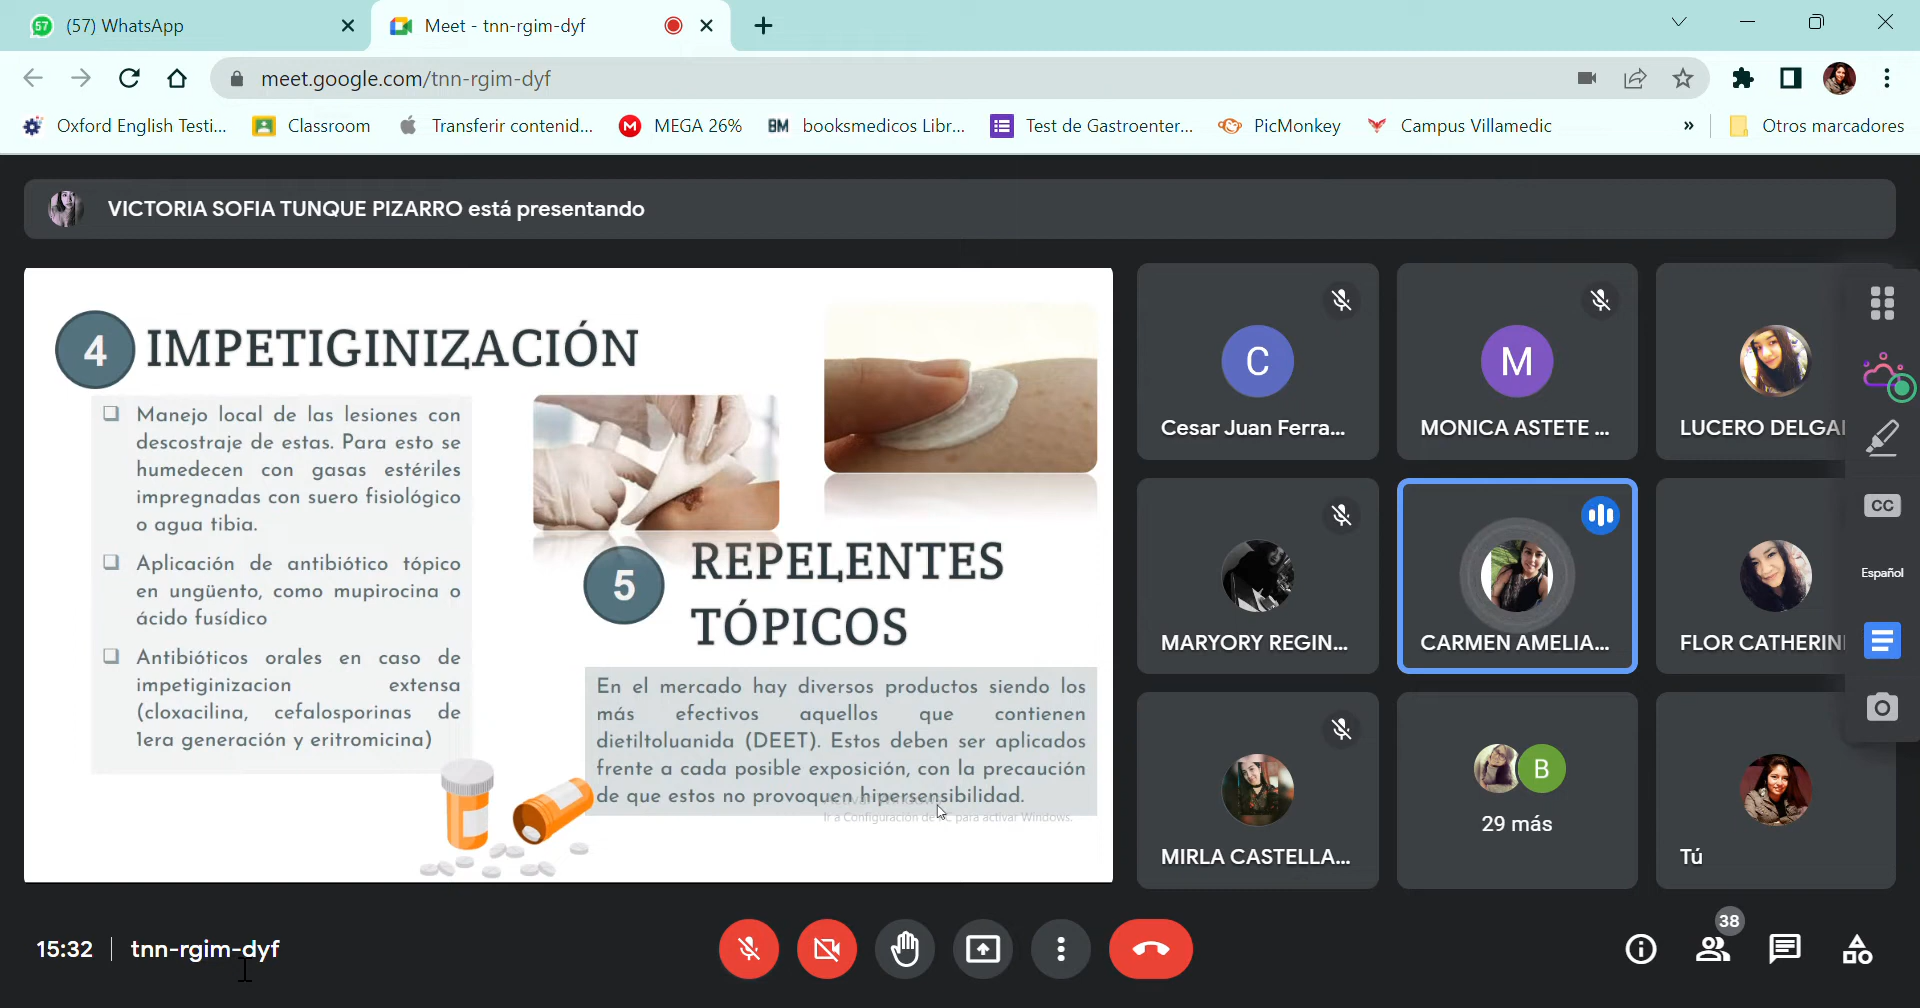 57
(57) WhatsApp
Meet - tnn-rgim-dyf
meet.google.com/tnn-rgim-dyf
Oxford English Testi...
Classroom
Transferir contenid...
M
MEGA 26%
BM
booksmedicos Libr...
Test de Gastroenter...
PicMonkey
Campus Villamedic
»
Otros marcadores
VICTORIA SOFIA TUNQUE PIZARRO está presentando
4
IMPETIGINIZACIÓN
Manejo local de las lesiones con
descostraje de estas. Para esto se
humedecen con gasas estériles
impregnadas con suero fisiológico
o agua tibia.
Aplicación de antibiótico tópico
en ungüento, como mupirocina o
ácido fusídico
Antibióticos orales en caso de
impetiginizacion extensa
(cloxacilina, cefalosporinas de
1era generación y eritromicina)
5
REPELENTES
TÓPICOS
En el mercado hay diversos productos siendo los
más efectivos aquellos que contienen
dietiltoluanida (DEET). Estos deben ser aplicados
frente a cada posible exposición, con la precaución
de que estos no provoquen hipersensibilidad.
Ir a Configuración de para activar Windows.
C
Cesar Juan Ferra...
M
MONICA ASTETE ...
LUCERO DELGA
MARYORY REGIN...
CARMEN AMELIA...
FLOR CATHERIN
MIRLA CASTELLA...
B
29 más
Tú
CC
Español
15:32
tnn-rgim-dyf
38